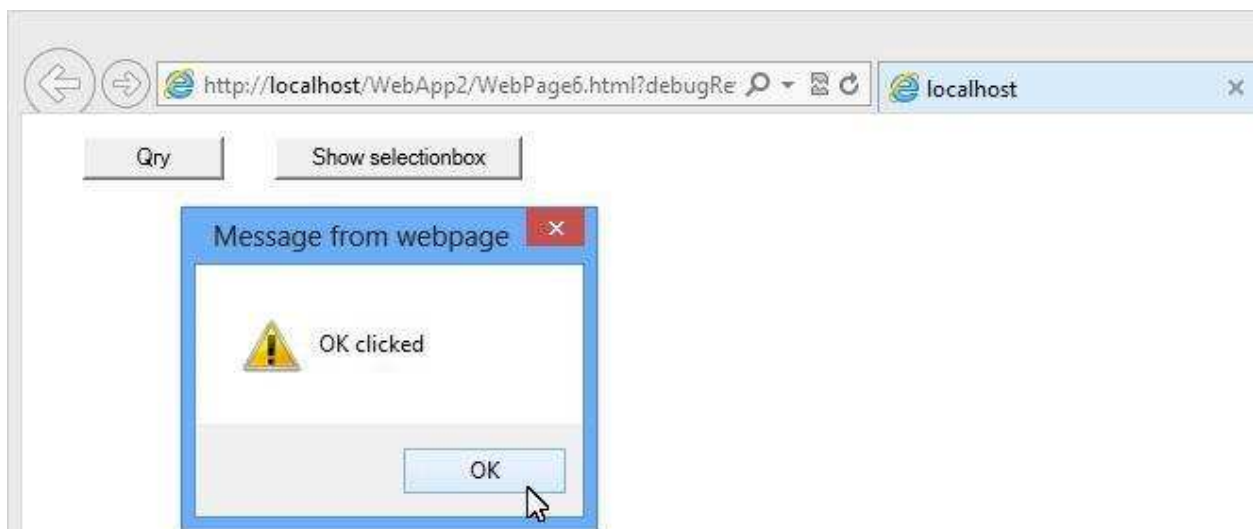 http://localhost/WebApp2/WebPage6.html?debugRe
localhost
Qry
Show selectionbox
Message from webpage
OK clicked
OK